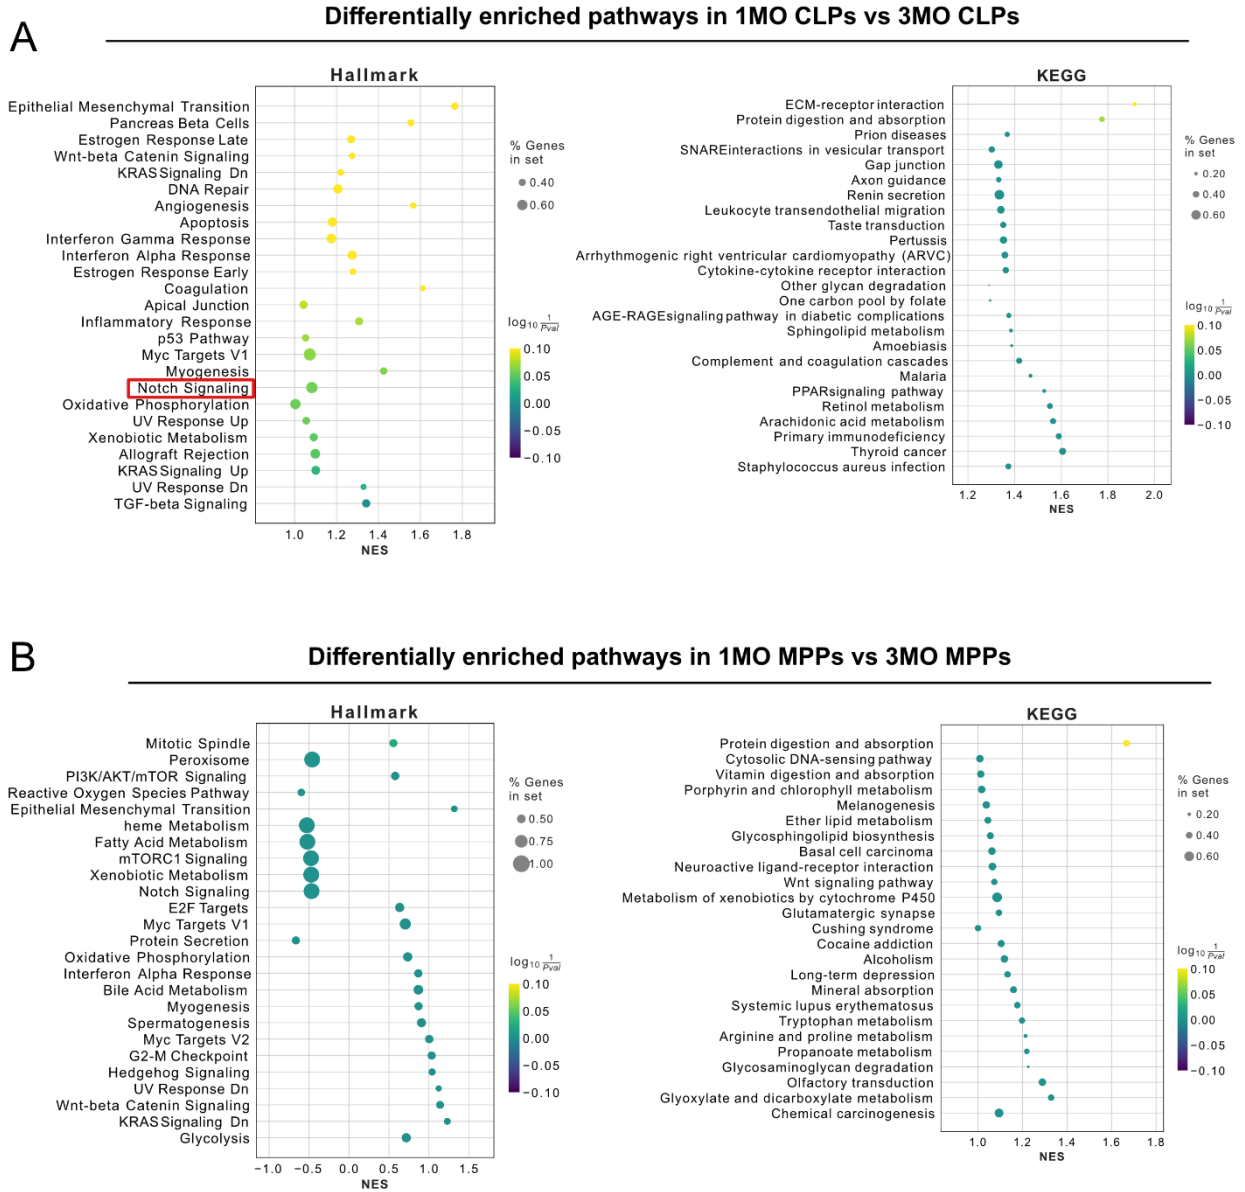 A
Differentially enriched pathways in 1MO CLPs vs 3MO CLPs
Hallmark
Epithelial Mesenchymal Transition
Pancreas Beta Cells
Estrogen Response Late
Wnt-beta Catenin Signaling
KRASSignaling Dn
DNA Repair
Angiogenesis
Apoptosis
Interferon Gamma Response
Interferon Alpha Response
Estrogen Response Early
Coagulation
Apical Junction
Inflammatory Response
p53 Pathway
Myc Targets V1
Myogenesis
Notch Signaling
Oxidative Phosphorylation
UV Response Up
Xenobiotic Metabolism
Allograft Rejection
KRASSignaling Up
UV Response Dn
TGF-beta Signaling
1.0 1.2 1.4 1.6 1.8
NES
% Genes
in set
0.40
0.60
log10 1/Pval
0.10
0.05
0.00
−0.05
−0.10
KEGG
ECM-receptor interaction
Protein digestion and absorption
Prion diseases
SNAREinteractions in vesicular transport
Gap junction
Axon guidance
Renin secretion
Leukocyte transendothelial migration
Taste transduction
Pertussis
Arrhythmogenic right ventricular cardiomyopathy (ARVC)
Cytokine-cytokine receptor interaction
Other glycan degradation
One carbon pool by folate
AGE-RAGEsignaling pathway in diabetic complications
Sphingolipid metabolism
Amoebiasis
Complement and coagulation cascades
Malaria
PPARsignaling pathway
Retinol metabolism
Arachidonic acid metabolism
Primary immunodeficiency
Thyroid cancer
Staphylococcus aureus infection
1.2 1.4 1.6 1.8 2.0
NES
% Genes
in set
0.20
0.40
0.60
log10 1/Pval
0.10
0.05
0.00
−0.05
−0.10
B
Differentially enriched pathways in 1MO MPPs vs 3MO MPPs
Hallmark
Mitotic Spindle
Peroxisome
PI3K/AKT/mTOR Signaling
Reactive Oxygen Species Pathway
Epithelial Mesenchymal Transition
heme Metabolism
Fatty Acid Metabolism
mTORC1 Signaling
Xenobiotic Metabolism
Notch Signaling
E2F Targets
Myc Targets V1
Protein Secretion
Oxidative Phosphorylation
Interferon Alpha Response
Bile Acid Metabolism
Myogenesis
Spermatogenesis
Myc Targets V2
G2-M Checkpoint
Hedgehog Signaling
UV Response Dn
Wnt-beta Catenin Signaling
KRASSignaling Dn
Glycolysis
−1.0 −0.5 0.0 0.5 1.0 1.5
NES
% Genes
in set
0.50
0.75
1.00
log10 1/Pval
0.10
0.05
0.00
−0.05
−0.10
KEGG
Protein digestion and absorption
Cytosolic DNA-sensing pathway
Vitamin digestion and absorption
Porphyrin and chlorophyll metabolism
Melanogenesis
Ether lipid metabolism
Glycosphingolipid biosynthesis
Basal cell carcinoma
Neuroactive ligand-receptor interaction
Wnt signaling pathway
Metabolism of xenobiotics by cytochrome P450
Glutamatergic synapse
Cushing syndrome
Cocaine addiction
Alcoholism
Long-term depression
Mineral absorption
Systemic lupus erythematosus
Tryptophan metabolism
Arginine and proline metabolism
Propanoate metabolism
Glycosaminoglycan degradation
Olfactory transduction
Glyoxylate and dicarboxylate metabolism
Chemical carcinogenesis
1.0 1.2 1.4 1.6 1.8
NES
% Genes
in set
0.20
0.40
0.60
log10 1/Pval
0.10
0.05
0.00
−0.05
−0.10